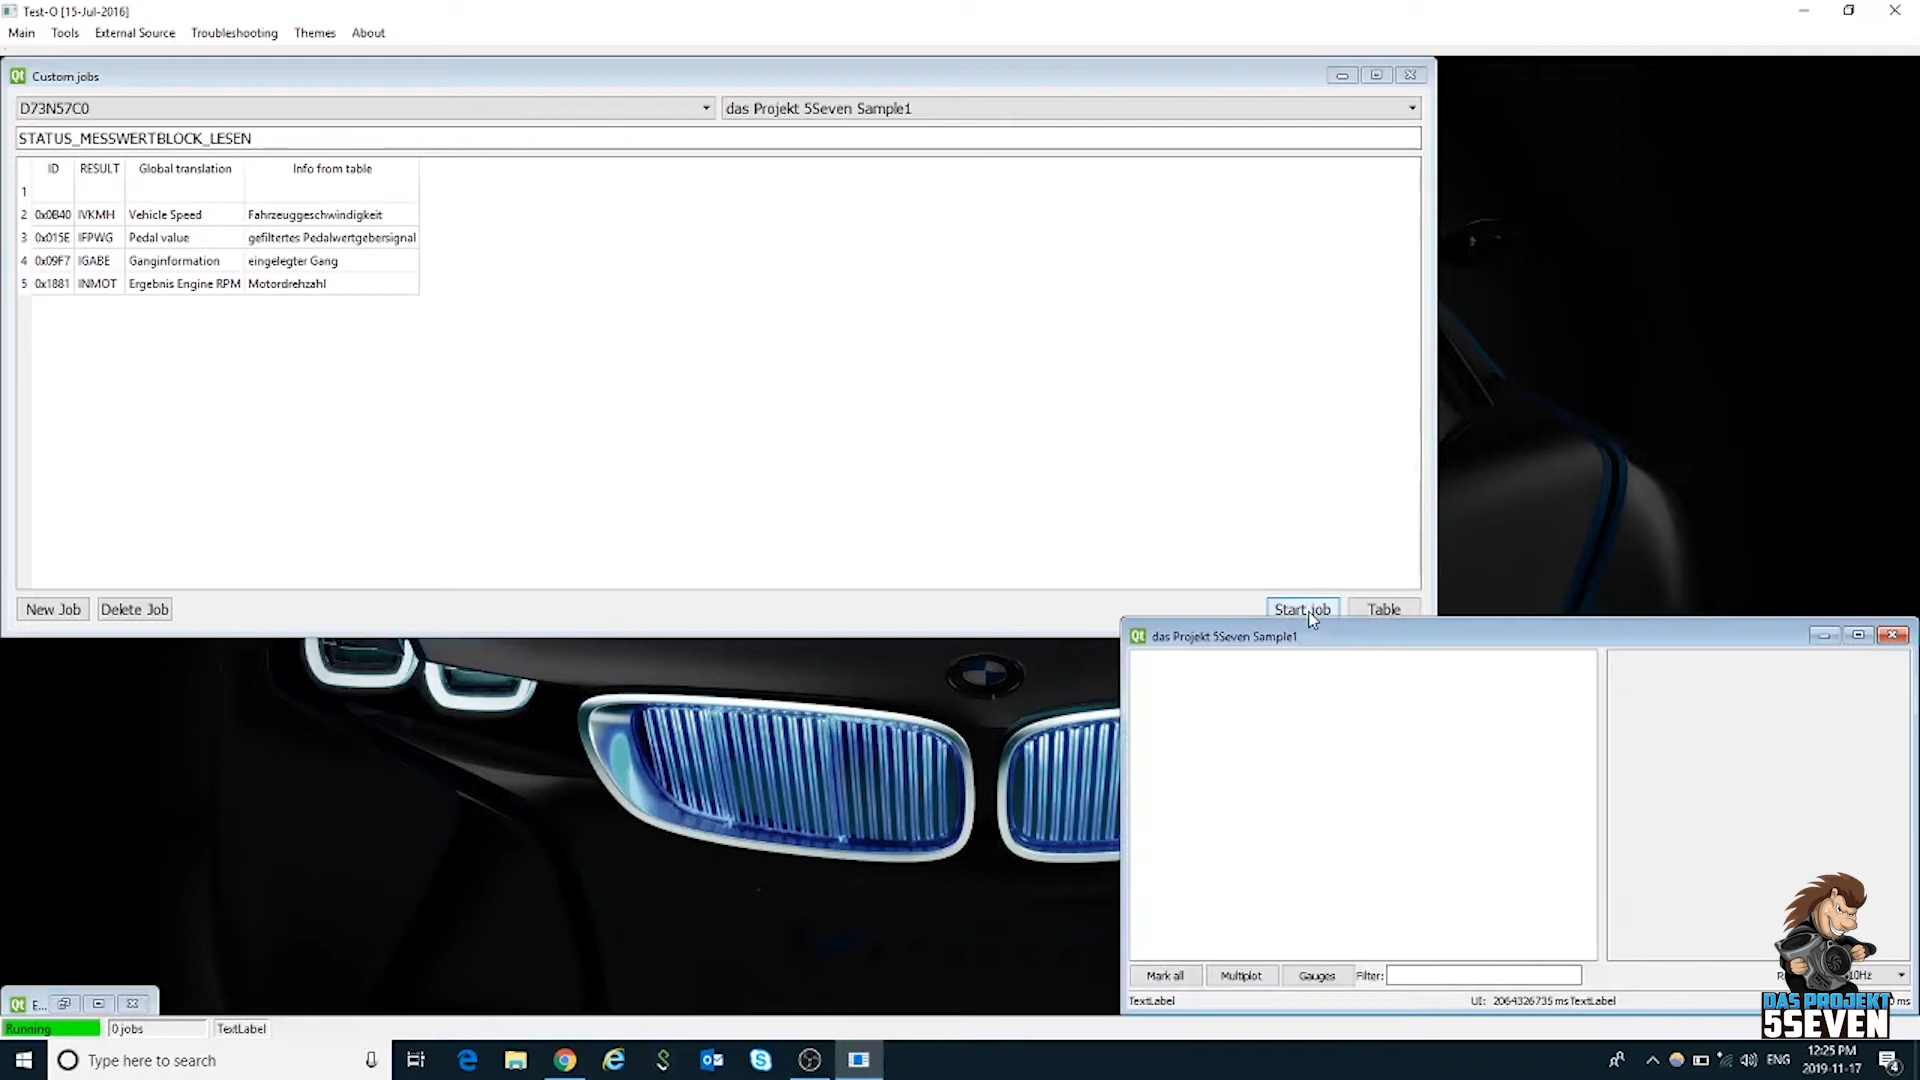 Test-O [15-Jul-2016]
Main Tools External Source Troubleshooting Themes About
Custom jobs
D73N57C0 das Projekt 5Seven Sample1
STATUS_MESSWERTBLOCK_LESEN
ID RESULT Global translation Info from table
1
2 0x0B40 IVKMH Vehicle Speed Fahrzeuggeschwindigkeit
3 0x015E IFPWG Pedal value gefiltertes Pedalwertgebersignal
4 0x09F7 IGABE Ganginformation eingelegter Gang
5 0x1881 INMOT Ergebnis Engine RPM Motordrehzahl
New Job Delete Job Start job Table
das Projekt 5Seven Sample1
Mark all Multiplot Gauges Filter: 10Hz
TextLabel UI: 2064326735 ms TextLabel ms
DAS PROJEKT
5SEVEN
E...
Running 0 jobs TextLabel
Type here to search
ENG
12:25 PM
2019-11-17
4